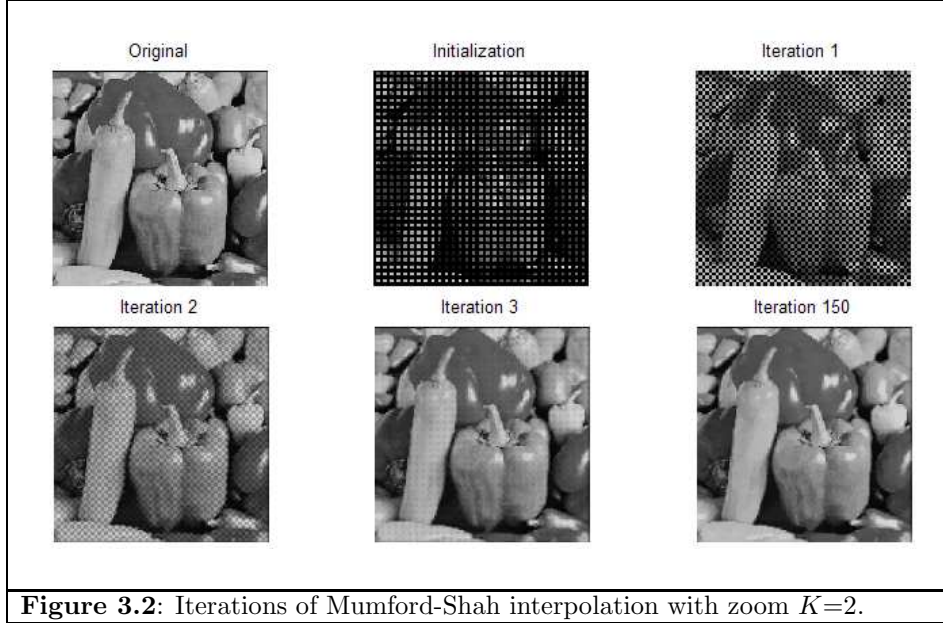 Original
Initialization
Iteration 1
Iteration 2
Iteration 3
Iteration 150
Figure 3.2: Iterations of Mumford-Shah interpolation with zoom K=2.